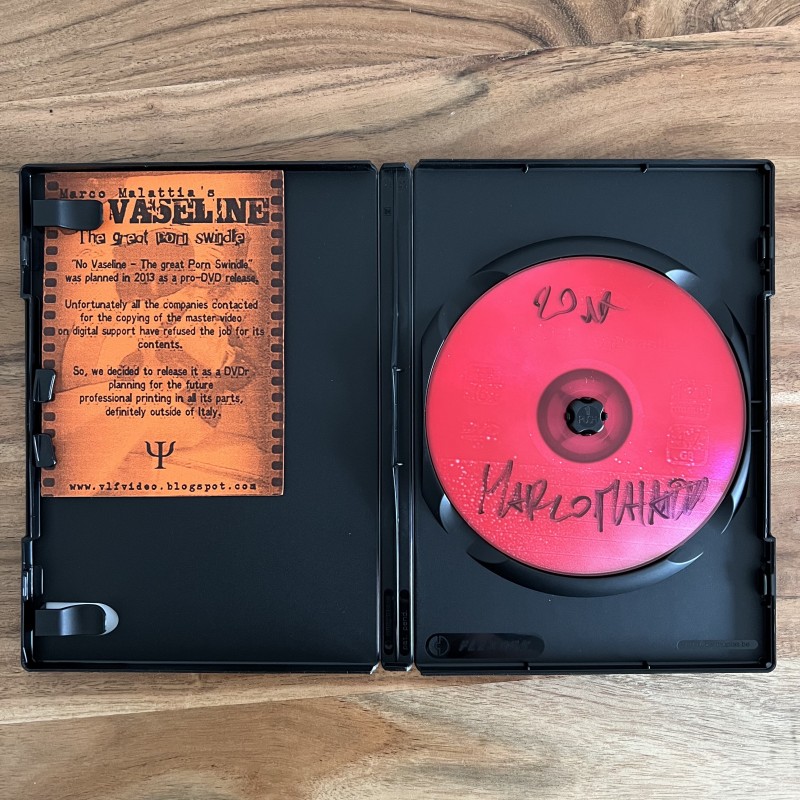 Marco Malattia's
VASELINE
The great Porn Swindle
"No Vaseline - The great Porn Swindle"
was planned in 2013 as a pro-DVD release.
Unfortunately all the companies contacted
for the copying of the master video
on digital support have refused the job for its
contents.
So, we decided to release it as a DVDr
planning for the future
professional printing in all its parts,
definitely outside of Italy.
Ψ
www.vlfvideo.blogspot.com